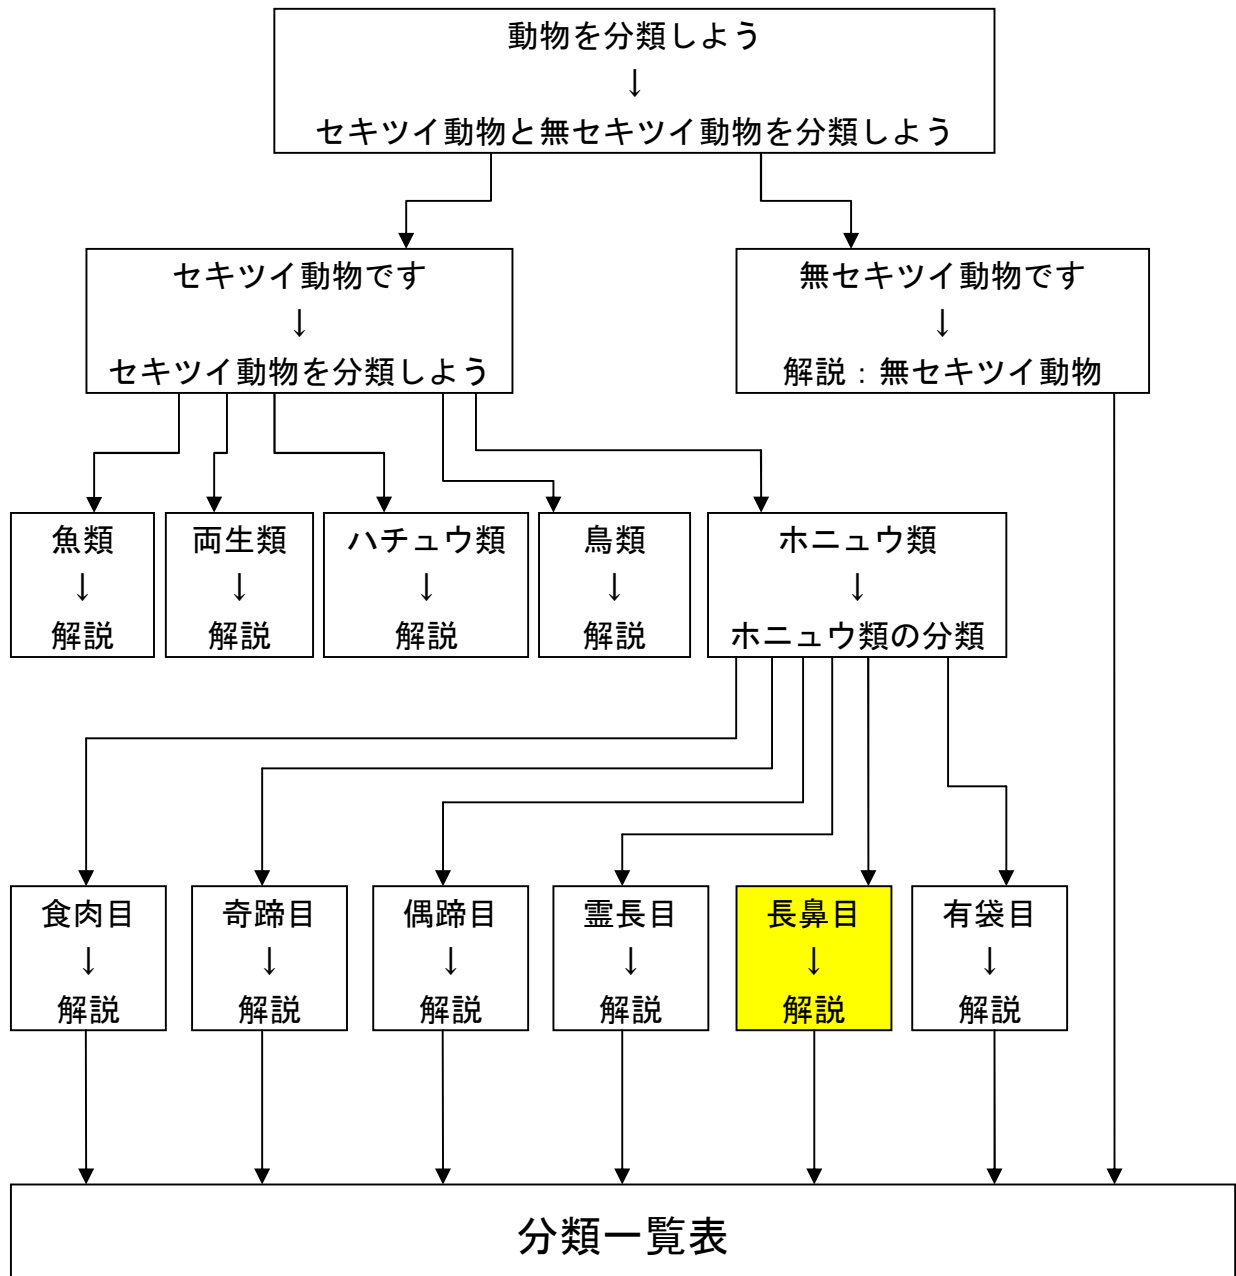 動物を分類しよう
↓
セキツイ動物と無セキツイ動物を分類しよう
セキツイ動物です
↓
セキツイ動物を分類しよう
無セキツイ動物です
↓
解説：無セキツイ動物
魚類
↓
解説
両生類
↓
解説
ハチュウ類
↓
解説
鳥類
↓
解説
ホニュウ類
↓
ホニュウ類の分類
食肉目
↓
解説
奇蹄目
↓
解説
偶蹄目
↓
解説
霊長目
↓
解説
長鼻目
↓
解説
有袋目
↓
解説
分類一覧表